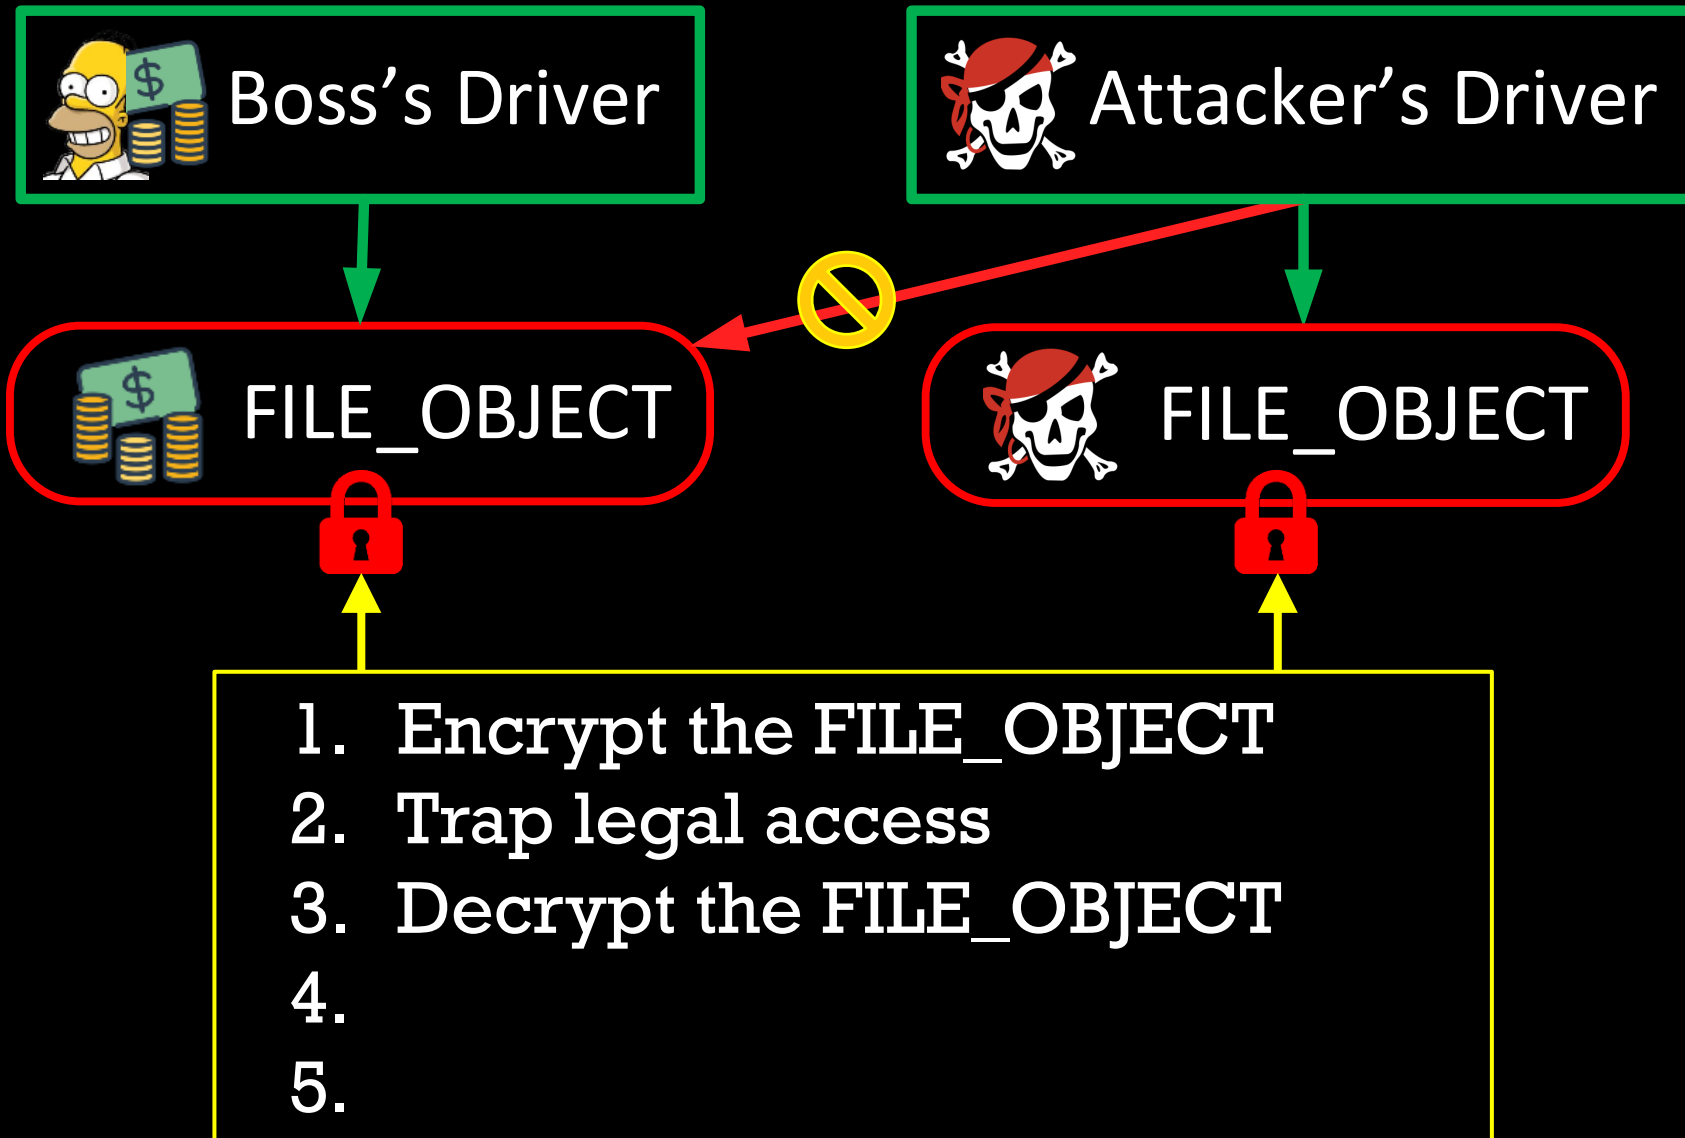 Boss’s Driver
Attacker’s Driver
FILE_OBJECT
FILE_OBJECT
1. Encrypt the FILE_OBJECT
2. Trap legal access
3. Decrypt the FILE_OBJECT
4.
5.